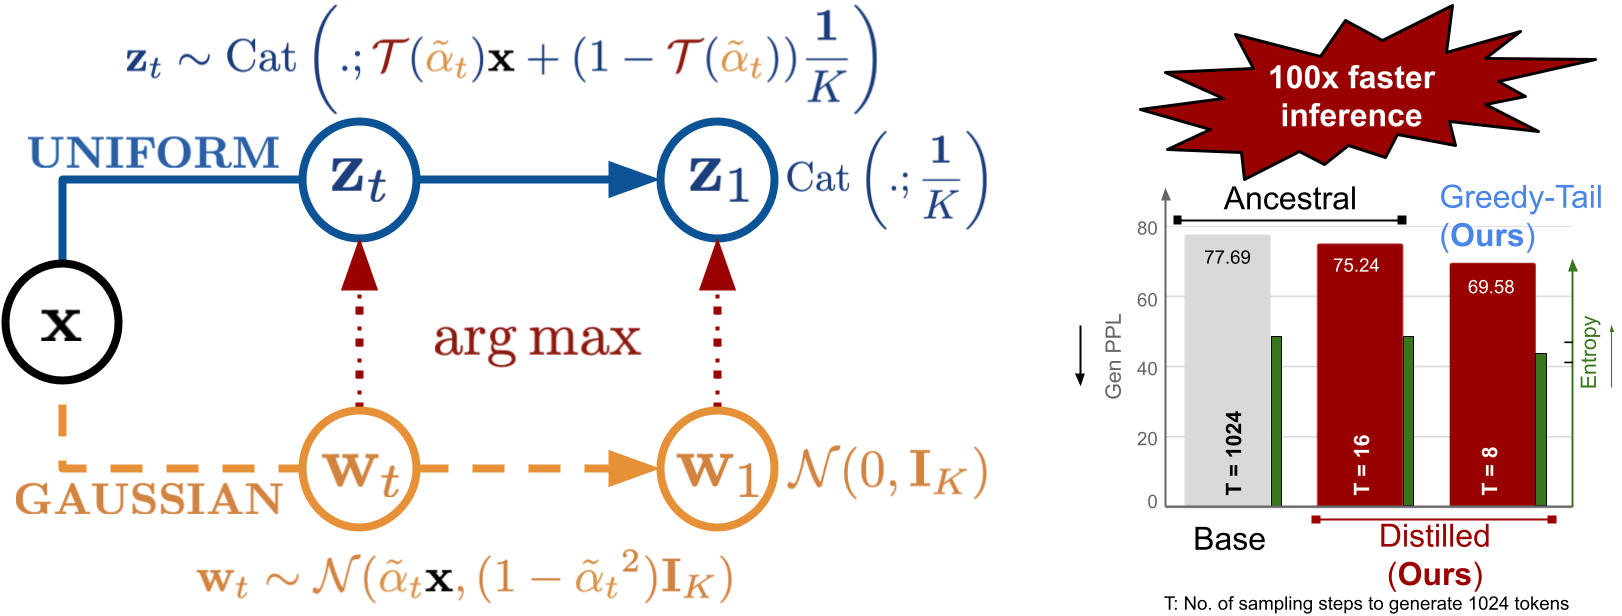 z_t ∼ Cat ( .; 𝒯(α̃_t)x + (1 − 𝒯(α̃_t)) 1/K )
UNIFORM
z_t
z_1
Cat ( .; 1/K )
x
arg max
GAUSSIAN
w_t
w_1
𝒩(0, I_K)
w_t ∼ 𝒩(α̃_t x, (1 − α̃_t²)I_K)
100x faster
inference
Ancestral
Greedy-Tail
(Ours)
80
60
40
20
0
Gen PPL
77.69
75.24
69.58
T = 1024
T = 16
T = 8
Entropy
Base
Distilled
(Ours)
T: No. of sampling steps to generate 1024 tokens